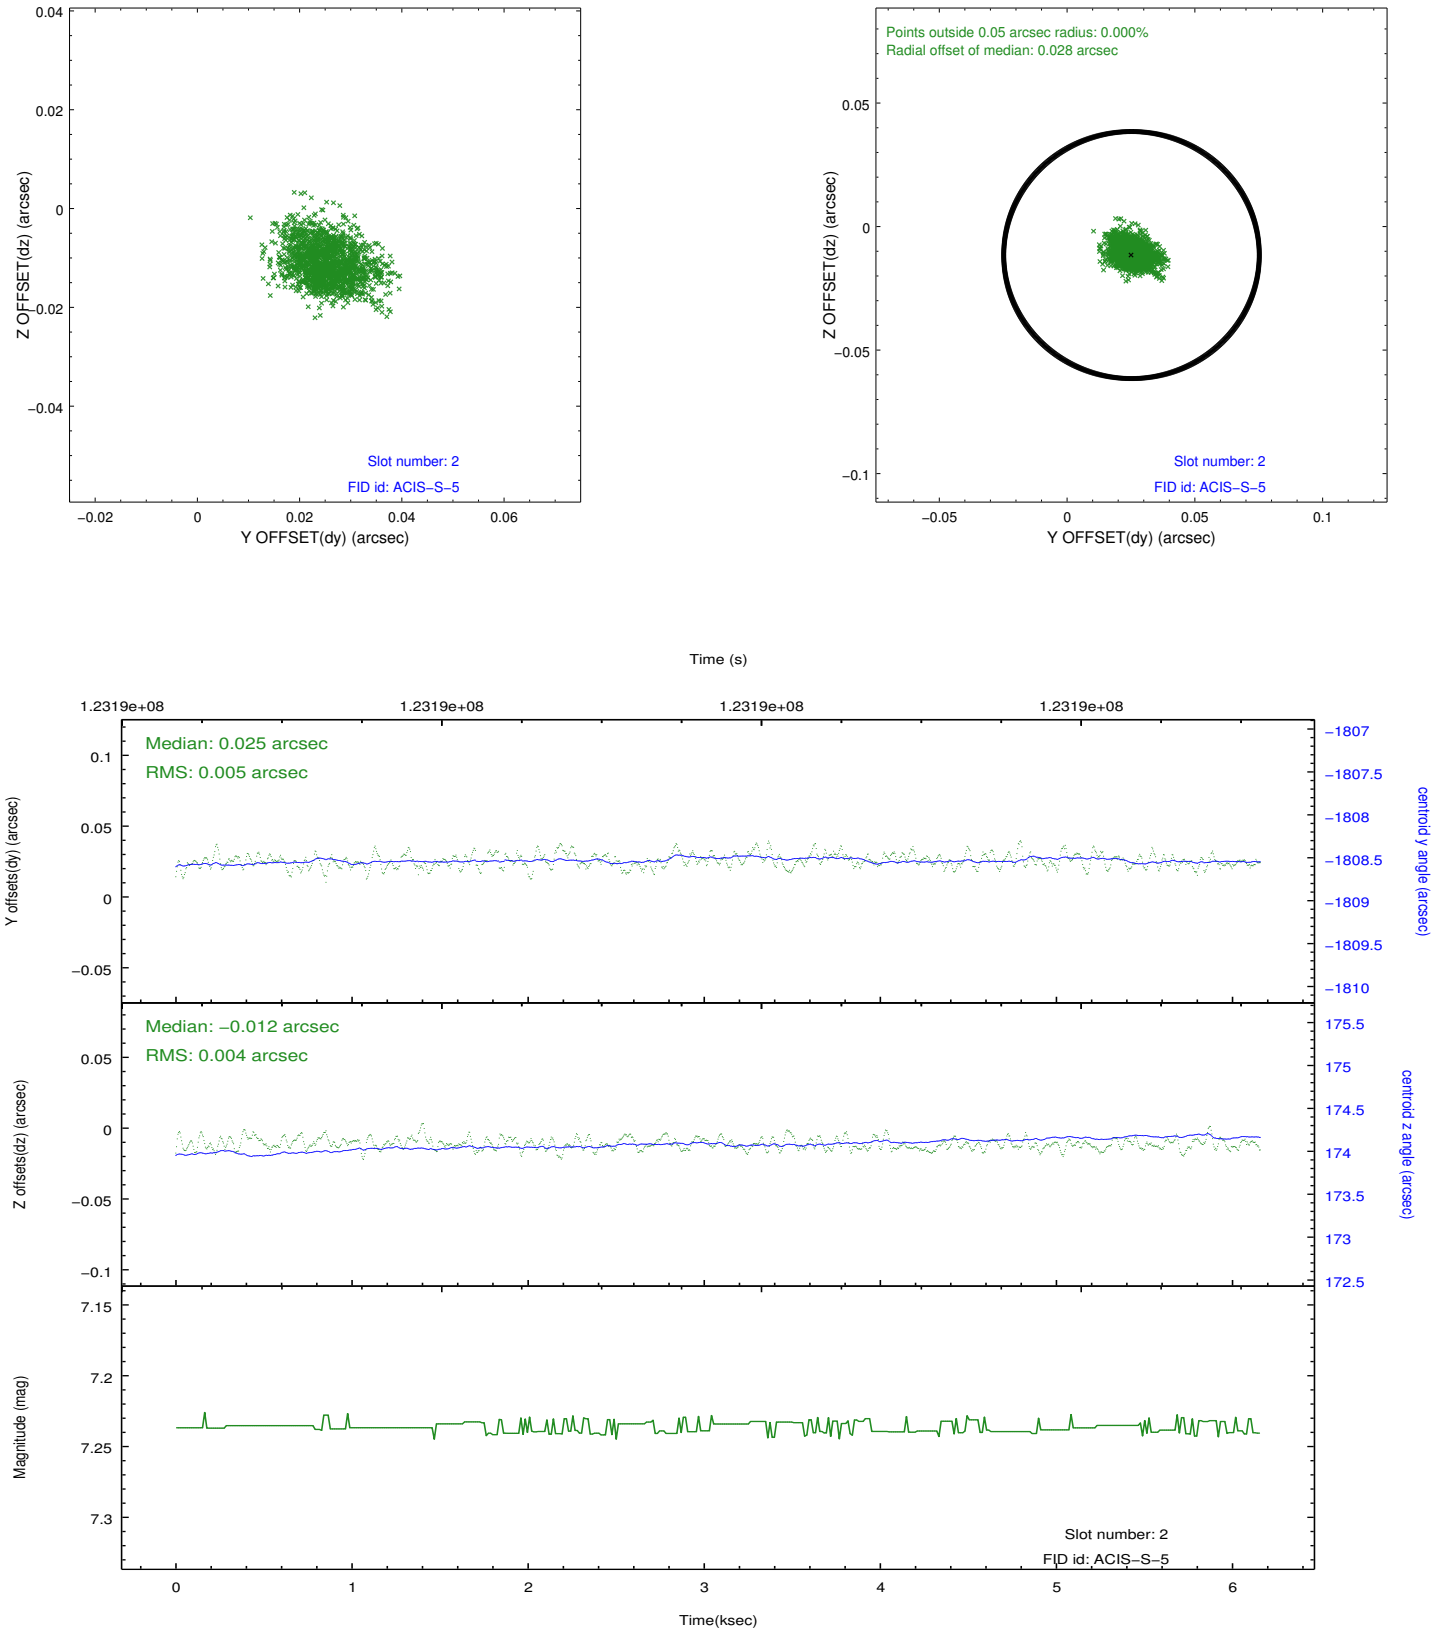 0.04
0.02
0
−0.02
−0.04
Z OFFSET(dz) (arcsec)
Slot number: 2
FID id: ACIS−S−5
−0.02
0
0.02
0.04
0.06
Y OFFSET(dy) (arcsec)
Points outside 0.05 arcsec radius: 0.000%
Radial offset of median: 0.028 arcsec
0.05
0
−0.05
−0.1
Z OFFSET(dz) (arcsec)
Slot number: 2
FID id: ACIS−S−5
−0.05
0
0.05
0.1
Y OFFSET(dy) (arcsec)
Time (s)
1.2319e+08
1.2319e+08
1.2319e+08
1.2319e+08
Median: 0.025 arcsec
RMS: 0.005 arcsec
0.1
0.05
0
−0.05
Y offsets(dy) (arcsec)
−1807
−1807.5
−1808
−1808.5
−1809
−1809.5
−1810
centroid y angle (arcsec)
Median: −0.012 arcsec
RMS: 0.004 arcsec
0.05
0
−0.05
−0.1
Z offsets(dz) (arcsec)
175.5
175
174.5
174
173.5
173
172.5
centroid z angle (arcsec)
7.15
7.2
7.25
7.3
Magnitude (mag)
Slot number: 2
FID id: ACIS−S−5
0
1
2
3
4
5
6
Time(ksec)